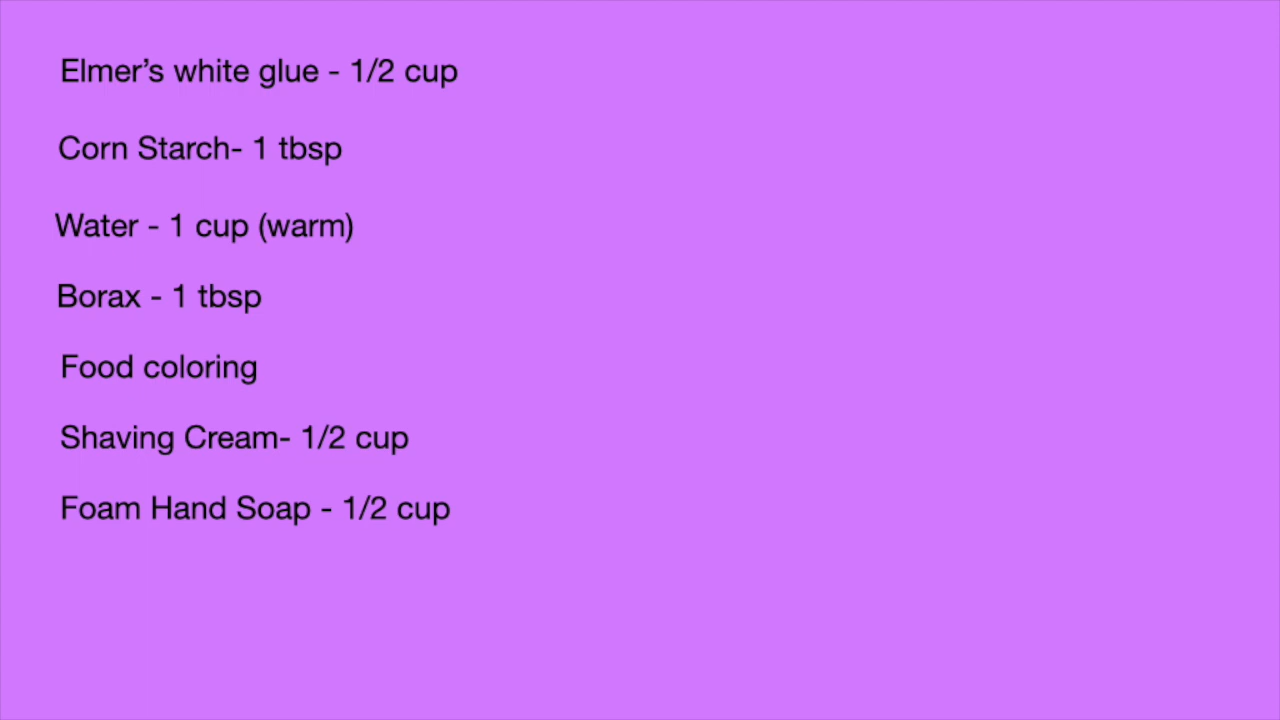 Elmer’s white glue - 1/2 cup
Corn Starch- 1 tbsp
Water - 1 cup (warm)
Borax - 1 tbsp
Food coloring
Shaving Cream- 1/2 cup
Foam Hand Soap - 1/2 cup